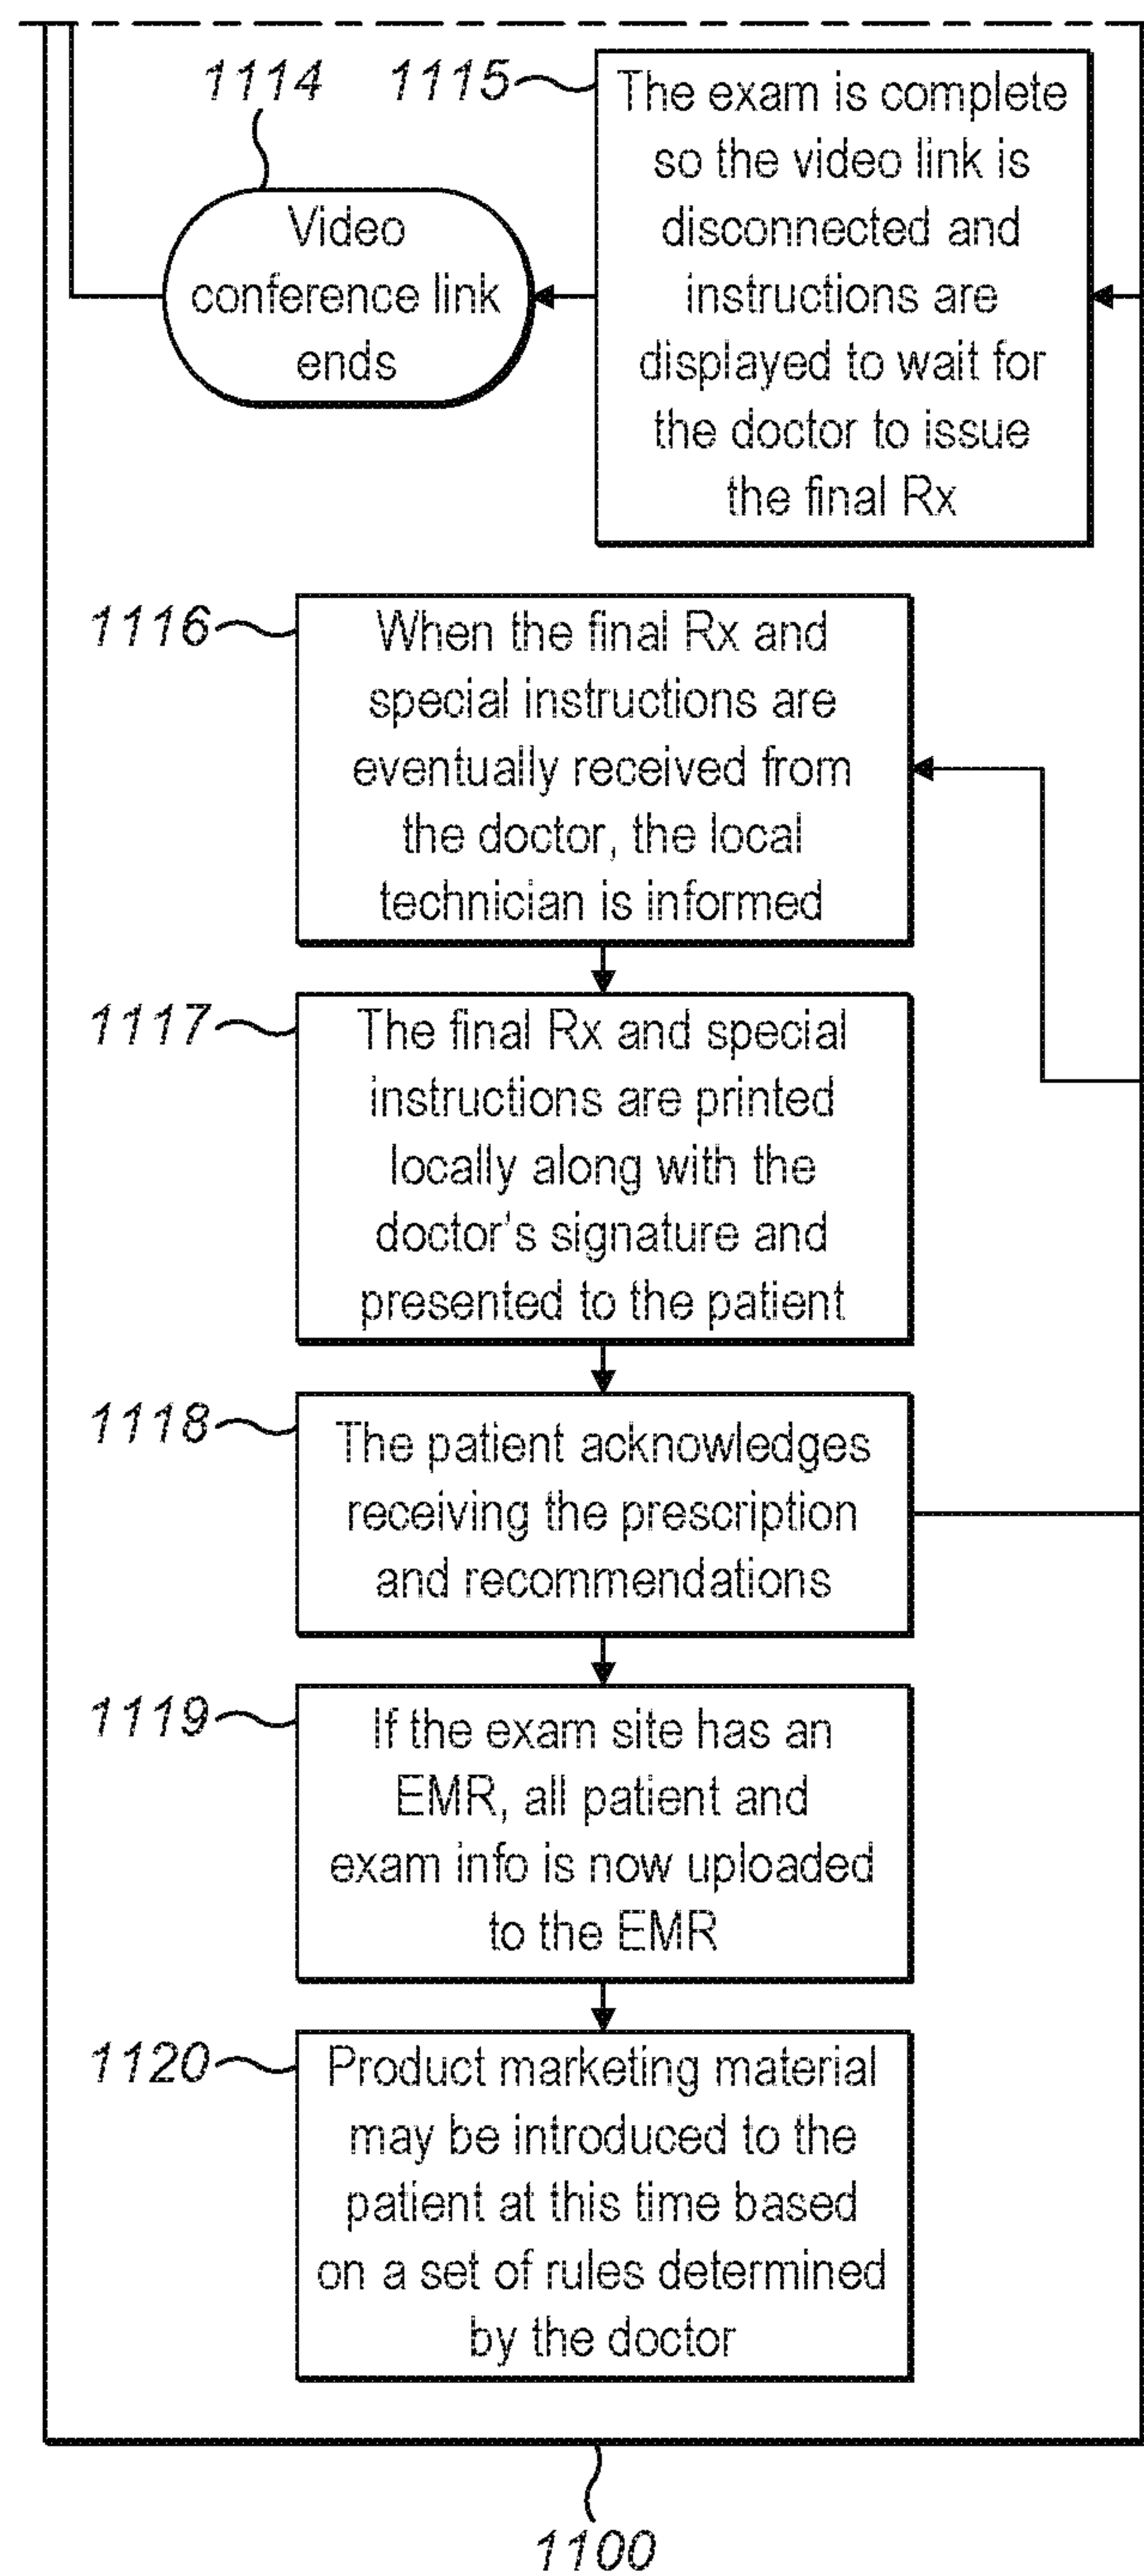 1114
1115
The exam is complete
so the video link is
disconnected and
instructions are
displayed to wait for
the doctor to issue
the final Rx
Video
conference link
ends
1116
When the final Rx and
special instructions are
eventually received from
the doctor, the local
technician is informed
1117
The final Rx and special
instructions are printed
locally along with the
doctor's signature and
presented to the patient
1118
The patient acknowledges
receiving the prescription
and recommendations
1119
If the exam site has an
EMR, all patient and
exam info is now uploaded
to the EMR
1120
Product marketing material
may be introduced to the
patient at this time based
on a set of rules determined
by the doctor
1100